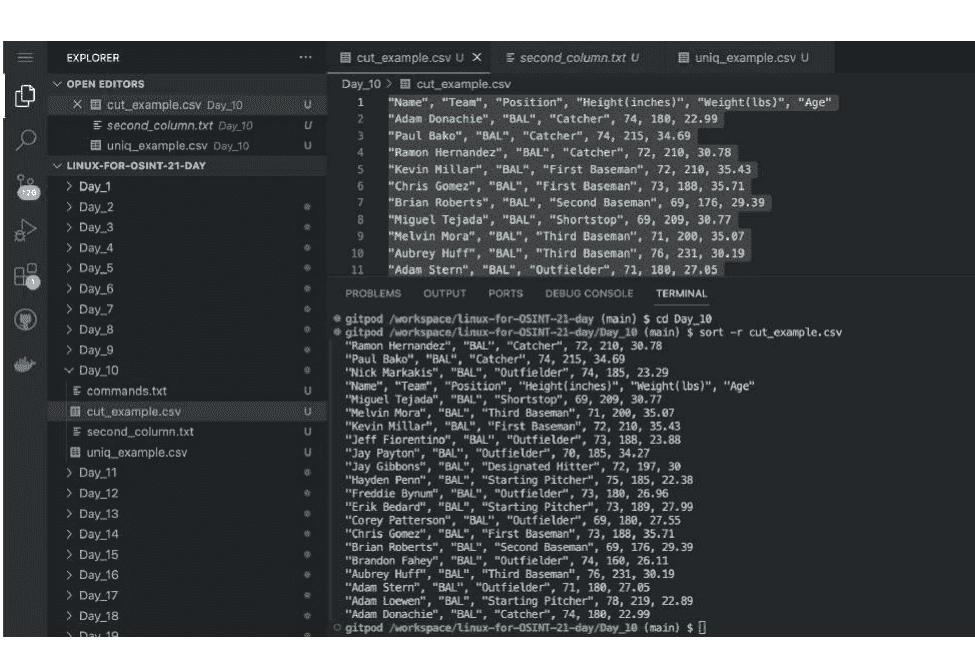 EXPLORER
OPEN EDITORS
cut_example.csv Day_10 U
second_column.txt Day_10 U
uniq_example.csv Day_10 U
LINUX-FOR-OSINT-21-DAY
Day_1
Day_2
Day_3
Day_4
Day_5
Day_6
Day_7
Day_8
Day_9
Day_10
commands.txt U
cut_example.csv U
second_column.txt U
uniq_example.csv U
Day_11
Day_12
Day_13
Day_14
Day_15
Day_16
Day_17
Day_18
Day_19
cut_example.csv U
second_column.txt U
uniq_example.csv U
Day_10 > cut_example.csv
1 "Name", "Team", "Position", "Height(inches)", "Weight(lbs)", "Age"
2 "Adam Donachie", "BAL", "Catcher", 74, 180, 22.99
3 "Paul Bako", "BAL", "Catcher", 74, 215, 34.69
4 "Ramon Hernandez", "BAL", "Catcher", 72, 210, 30.78
5 "Kevin Millar", "BAL", "First Baseman", 72, 210, 35.43
6 "Chris Gomez", "BAL", "First Baseman", 73, 188, 35.71
7 "Brian Roberts", "BAL", "Second Baseman", 69, 176, 29.39
8 "Miguel Tejada", "BAL", "Shortstop", 69, 209, 30.77
9 "Melvin Mora", "BAL", "Third Baseman", 71, 200, 35.07
10 "Aubrey Huff", "BAL", "Third Baseman", 76, 231, 30.19
11 "Adam Stern", "BAL", "Outfielder", 71, 180, 27.05
PROBLEMS OUTPUT PORTS DEBUG CONSOLE TERMINAL
gitpod /workspace/linux-for-OSINT-21-day (main) $ cd Day_10
gitpod /workspace/linux-for-OSINT-21-day/Day_10 (main) $ sort -r cut_example.csv
"Ramon Hernandez", "BAL", "Catcher", 72, 210, 30.78
"Paul Bako", "BAL", "Catcher", 74, 215, 34.69
"Nick Markakis", "BAL", "Outfielder", 74, 185, 23.29
"Name", "Team", "Position", "Height(inches)", "Weight(lbs)", "Age"
"Miguel Tejada", "BAL", "Shortstop", 69, 209, 30.77
"Melvin Mora", "BAL", "Third Baseman", 71, 200, 35.07
"Kevin Millar", "BAL", "First Baseman", 72, 210, 35.43
"Jeff Fiorentino", "BAL", "Outfielder", 73, 188, 23.88
"Jay Payton", "BAL", "Outfielder", 70, 185, 34.27
"Jay Gibbons", "BAL", "Designated Hitter", 72, 197, 30
"Hayden Penn", "BAL", "Starting Pitcher", 75, 185, 22.38
"Freddie Bynum", "BAL", "Outfielder", 73, 180, 26.96
"Erik Bedard", "BAL", "Starting Pitcher", 73, 189, 27.99
"Corey Patterson", "BAL", "Outfielder", 69, 180, 27.55
"Chris Gomez", "BAL", "First Baseman", 73, 188, 35.71
"Brian Roberts", "BAL", "Second Baseman", 69, 176, 29.39
"Brandon Fahey", "BAL", "Outfielder", 74, 160, 26.11
"Aubrey Huff", "BAL", "Third Baseman", 76, 231, 30.19
"Adam Stern", "BAL", "Outfielder", 71, 180, 27.05
"Adam Loewen", "BAL", "Starting Pitcher", 78, 219, 22.89
"Adam Donachie", "BAL", "Catcher", 74, 180, 22.99
gitpod /workspace/linux-for-OSINT-21-day/Day_10 (main) $